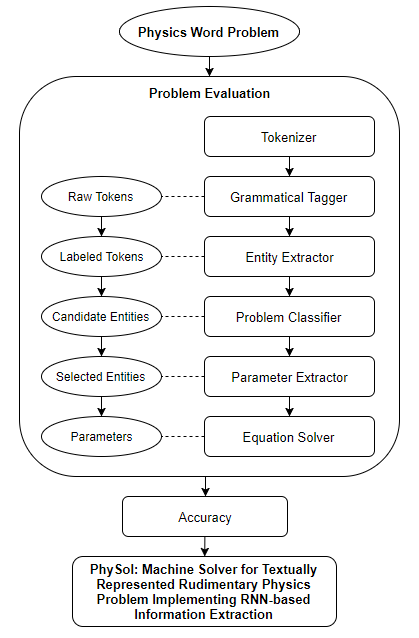 Physics Word Problem
Problem Evaluation
Tokenizer
Raw Tokens
Grammatical Tagger
Labeled Tokens
Entity Extractor
Candidate Entities
Problem Classifier
Selected Entities
Parameter Extractor
Parameters
Equation Solver
Accuracy
PhySol: Machine Solver for Textually
Represented Rudimentary Physics
Problem Implementing RNN-based
Information Extraction